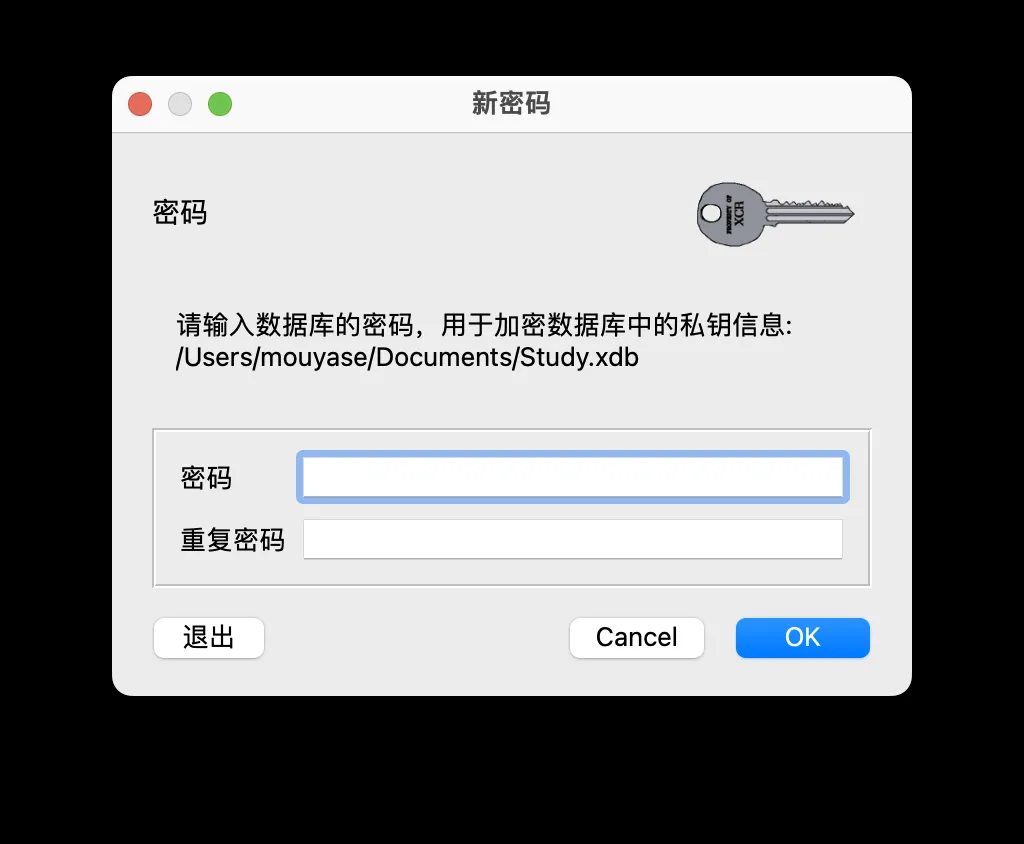 新密码
密码
PROPERTY OF
XCA
请输入数据库的密码，用于加密数据库中的私钥信息:
/Users/mouyase/Documents/Study.xdb
密码
重复密码
退出
Cancel
OK